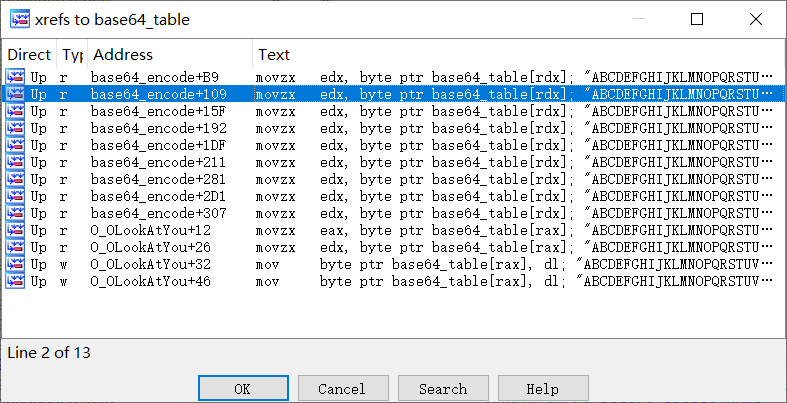 xrefs to base64_table
Direct Typ Address Text
Up r base64_encode+B9 movzx edx, byte ptr base64_table[rdx]; "ABCDEFGHIJKLMNOPQRSTU…
Up r base64_encode+109 movzx edx, byte ptr base64_table[rdx]; "ABCDEFGHIJKLMNOPQRSTU…
Up r base64_encode+15F movzx edx, byte ptr base64_table[rdx]; "ABCDEFGHIJKLMNOPQRSTU…
Up r base64_encode+192 movzx edx, byte ptr base64_table[rdx]; "ABCDEFGHIJKLMNOPQRSTU…
Up r base64_encode+1DF movzx edx, byte ptr base64_table[rdx]; "ABCDEFGHIJKLMNOPQRSTU…
Up r base64_encode+211 movzx edx, byte ptr base64_table[rdx]; "ABCDEFGHIJKLMNOPQRSTU…
Up r base64_encode+281 movzx edx, byte ptr base64_table[rdx]; "ABCDEFGHIJKLMNOPQRSTU…
Up r base64_encode+2D1 movzx edx, byte ptr base64_table[rdx]; "ABCDEFGHIJKLMNOPQRSTU…
Up r base64_encode+307 movzx edx, byte ptr base64_table[rdx]; "ABCDEFGHIJKLMNOPQRSTU…
Up r O_OLookAtYou+12 movzx eax, byte ptr base64_table[rax]; "ABCDEFGHIJKLMNOPQRSTU…
Up r O_OLookAtYou+26 movzx edx, byte ptr base64_table[rax]; "ABCDEFGHIJKLMNOPQRSTU…
Up w O_OLookAtYou+32 mov byte ptr base64_table[rax], dl; "ABCDEFGHIJKLMNOPQRSTUV…
Up w O_OLookAtYou+46 mov byte ptr base64_table[rax], dl; "ABCDEFGHIJKLMNOPQRSTUV…
Line 2 of 13
OK Cancel Search Help